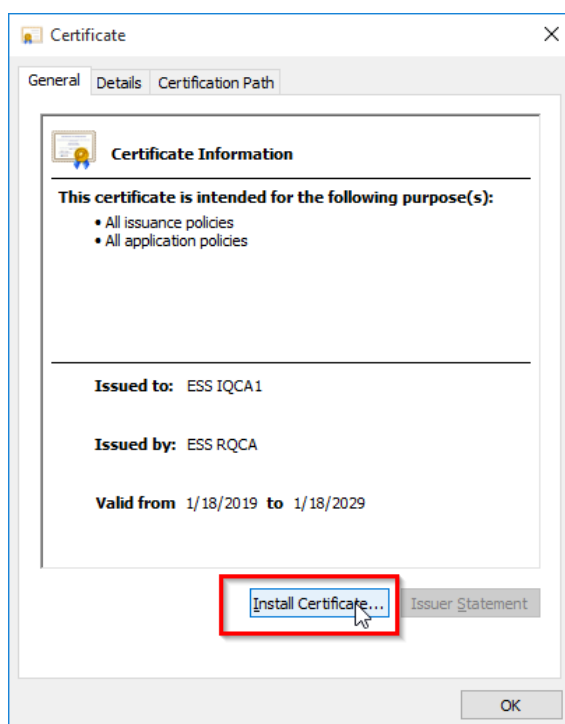 Certificate
General Details Certification Path
Certificate Information
This certificate is intended for the following purpose(s):
• All issuance policies
• All application policies
Issued to: ESS IQCA1
Issued by: ESS RQCA
Valid from 1/18/2019 to 1/18/2029
Install Certificate... Issuer Statement
OK